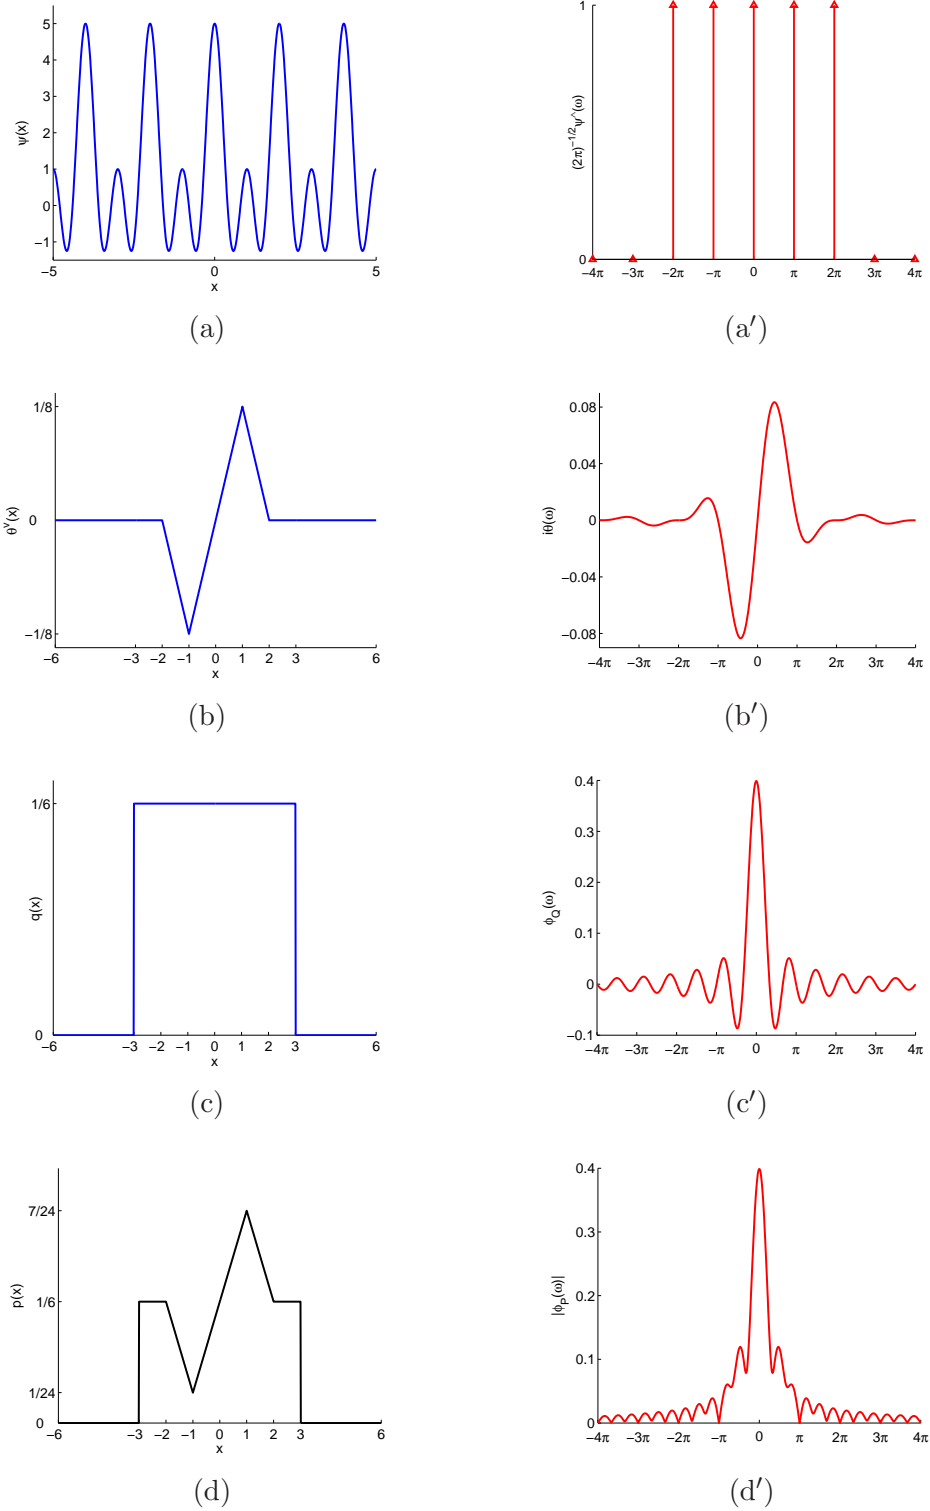 5
4
3
2
1
0
−1
−5
0
5
ψ(x)
x
(a)
1
0
−4π −3π −2π −π 0 π 2π 3π 4π
(2π)−1/2ψ^(ω)
(a′)
1/8
0
−1/8
−6 −3 −2 −1 0 1 2 3 6
θv(x)
x
(b)
0.08
0.04
0
−0.04
−0.08
−4π −3π −2π −π 0 π 2π 3π 4π
iθ(ω)
(b′)
1/6
0
−6 −3 −2 −1 0 1 2 3 6
q(x)
x
(c)
0.4
0.3
0.2
0.1
0
−0.1
−4π −3π −2π −π 0 π 2π 3π 4π
ϕQ(ω)
(c′)
7/24
1/6
1/24
0
−6 −3 −2 −1 0 1 2 3 6
p(x)
x
(d)
0.4
0.3
0.2
0.1
0
−4π −3π −2π −π 0 π 2π 3π 4π
|ϕP(ω)|
(d′)